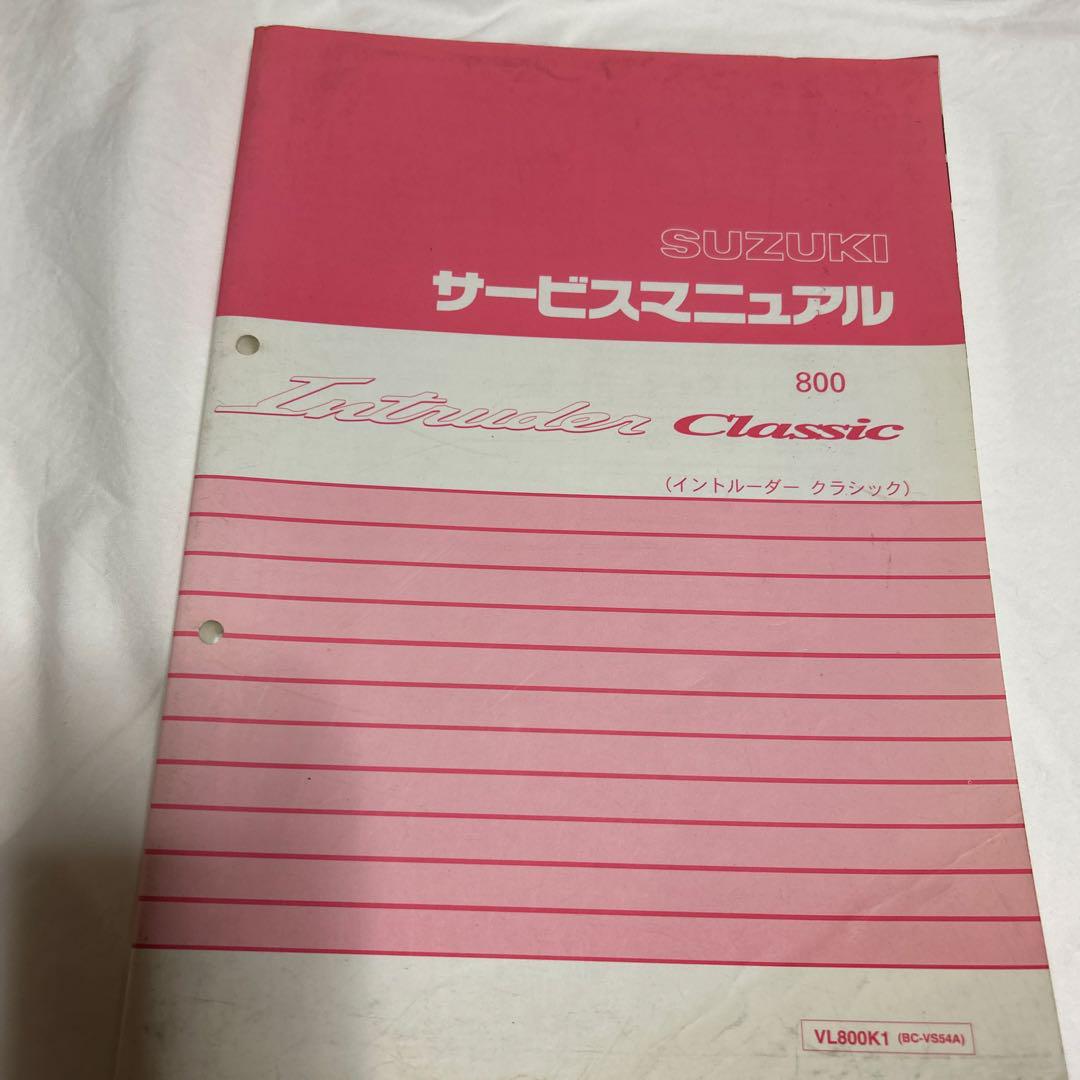 SUZUKI
サービスマニュアル
800
Intruder Classic
(イントルーダー クラシック)
VL800K1 (BC-VS54A)